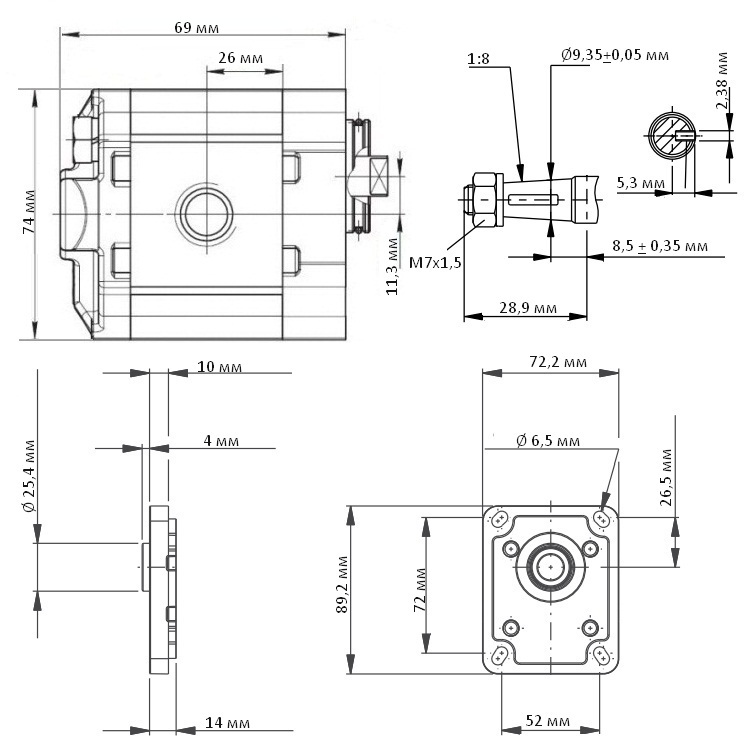 69 мм
26 мм
74 мм
11,3 мм
1:8
Ø9,35±0,05 мм
2,38 мм
5,3 мм
M7x1,5
8,5 ± 0,35 мм
28,9 мм
10 мм
4 мм
Ø 25,4 мм
14 мм
72,2 мм
Ø 6,5 мм
26,5 мм
89,2 мм
72 мм
52 мм